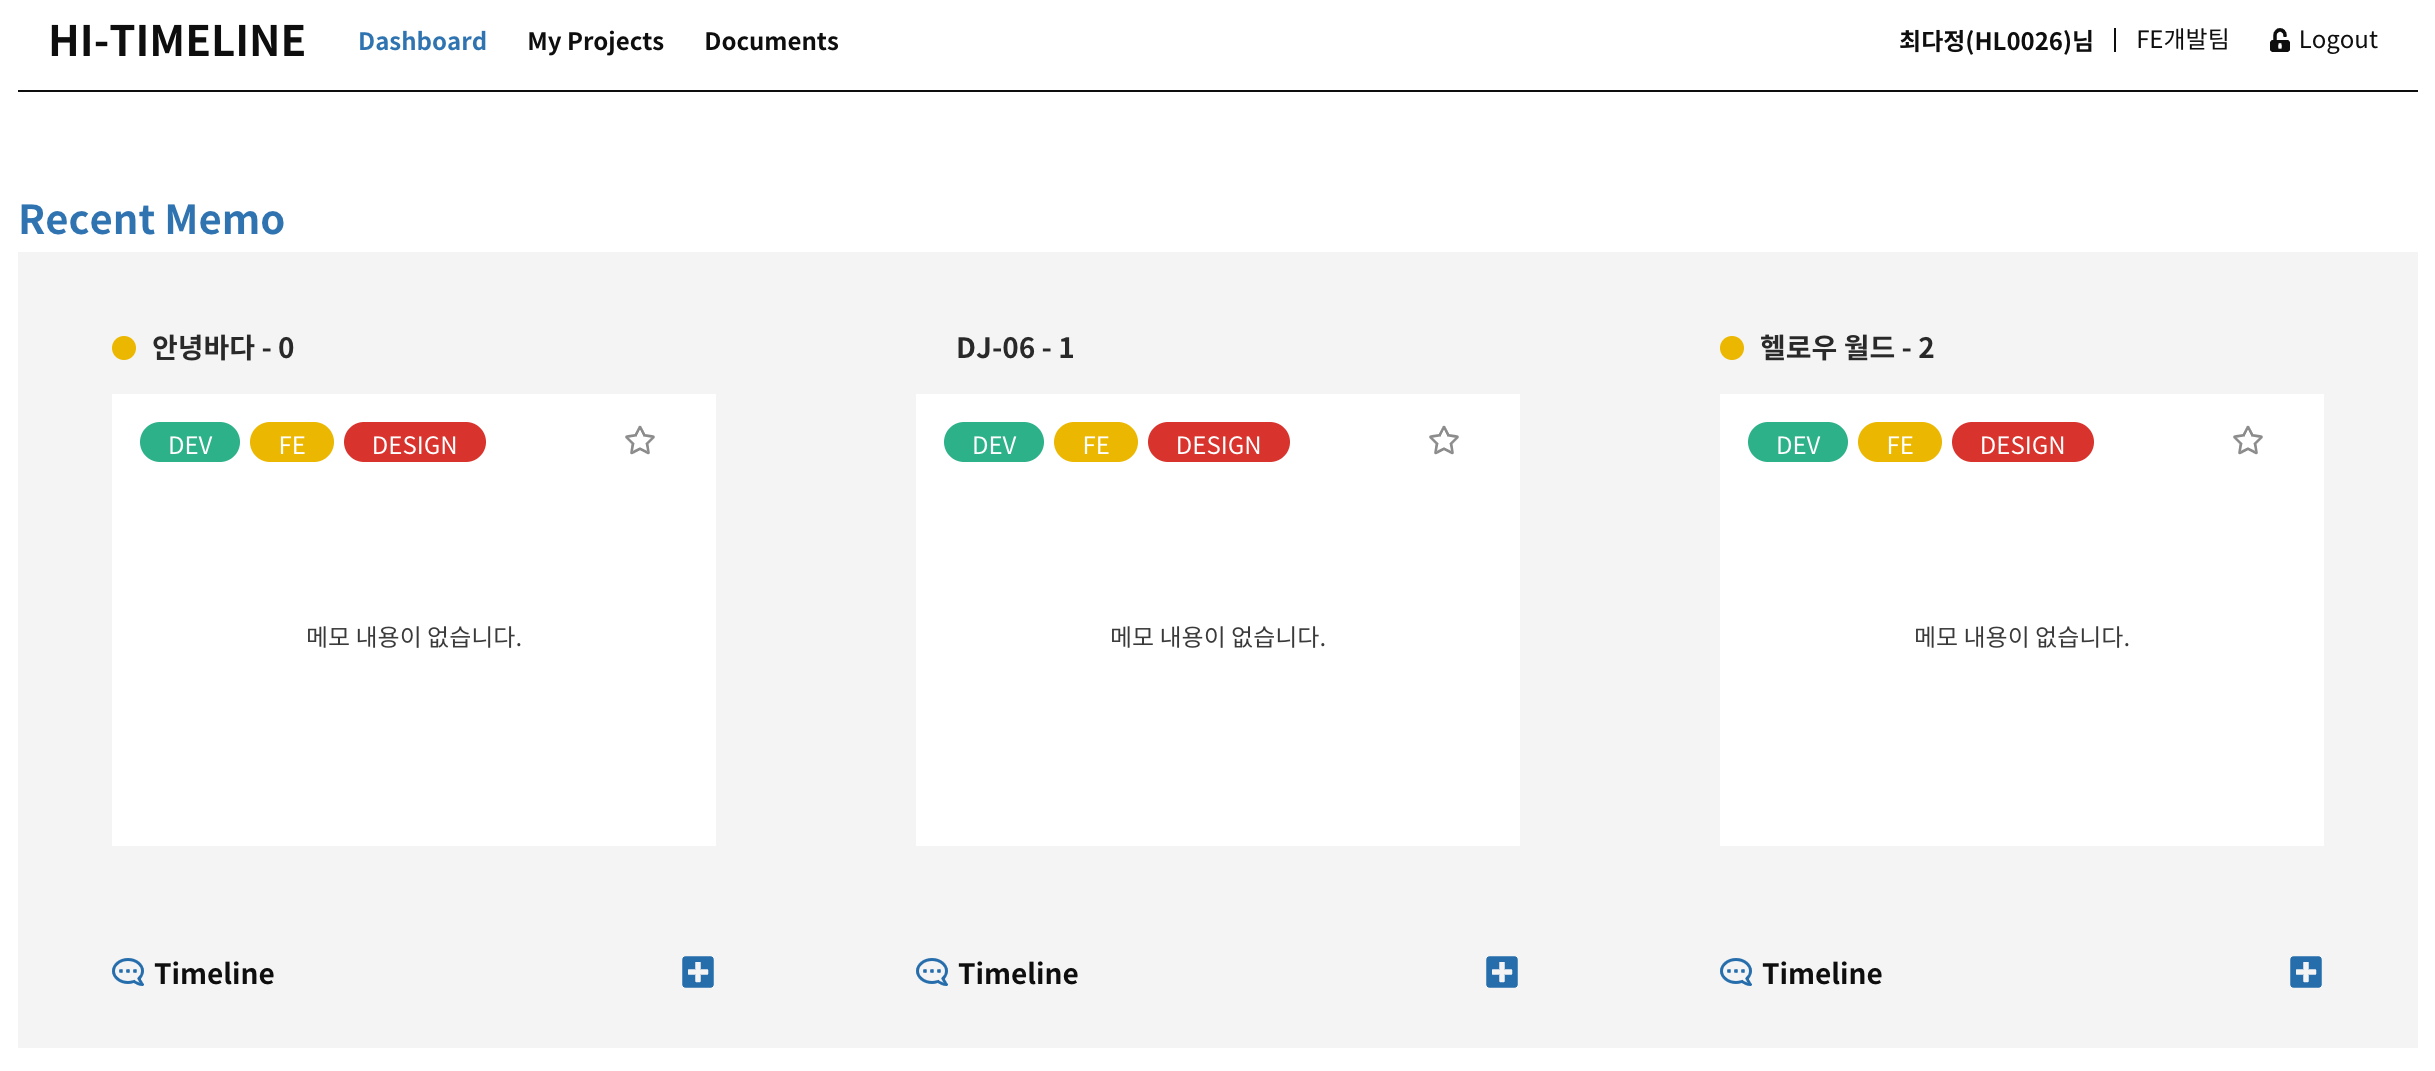 HI-TIMELINE Dashboard My Projects Documents 최다정(HL0026)님 FE개발팀 Logout
Recent Memo
안녕바다 - 0
DEV FE DESIGN
메모 내용이 없습니다.
Timeline
DJ-06 - 1
DEV FE DESIGN
메모 내용이 없습니다.
Timeline
헬로우 월드 - 2
DEV FE DESIGN
메모 내용이 없습니다.
Timeline